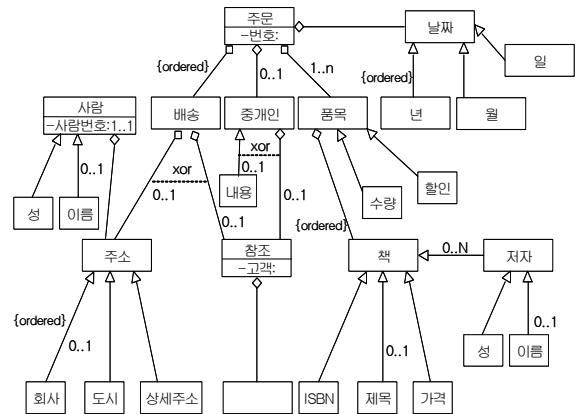 주문
-번호:
날짜
일
{ordered}
0..1
1..n
{ordered}
년
월
사람
-사람번호:1..1
배송
중개인
품목
xor
xor
0..1
0..1
0..1
내용
0..1
수량
할인
성
이름
0..1
{ordered}
주소
참조
-고객:
책
0..N
저자
{ordered}
0..1
0..1
0..1
성
이름
회사
도시
상세주소
ISBN
제목
가격